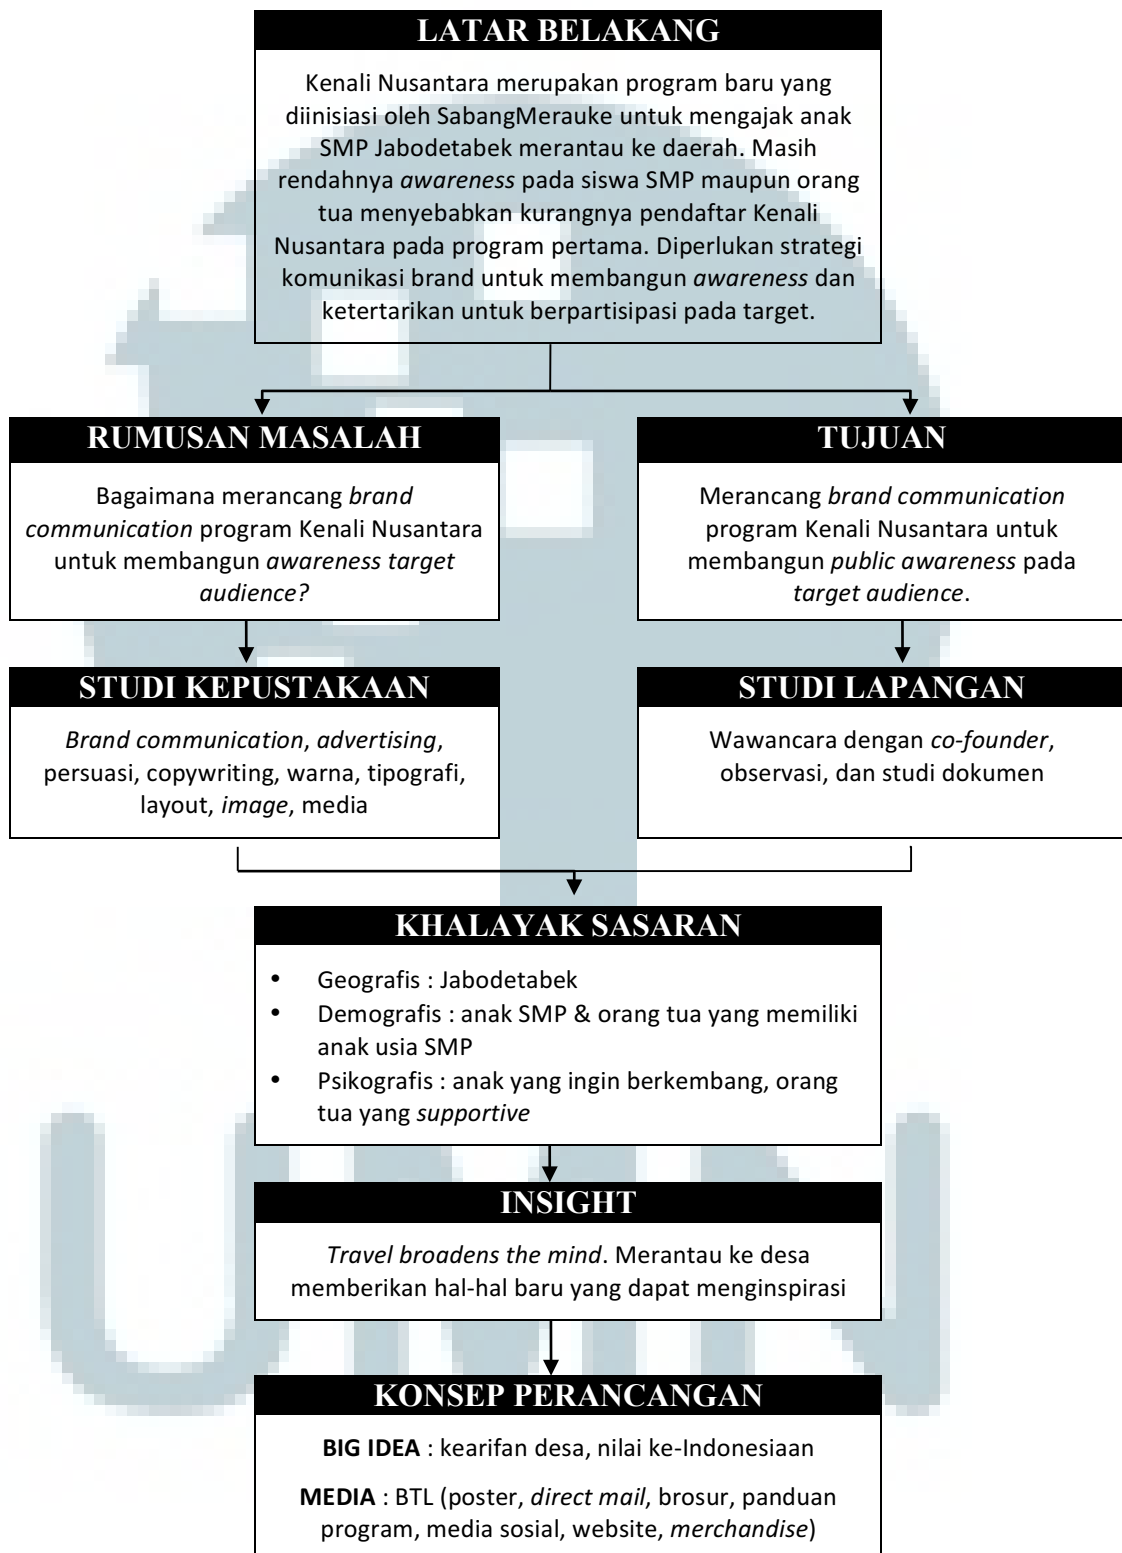 LATAR BELAKANG
Kenali Nusantara merupakan program baru yang
diinisiasi oleh SabangMerauke untuk mengajak anak
SMP Jabodetabek merantau ke daerah. Masih
rendahnya awareness pada siswa SMP maupun orang
tua menyebabkan kurangnya pendaftar Kenali
Nusantara pada program pertama. Diperlukan strategi
komunikasi brand untuk membangun awareness dan
ketertarikan untuk berpartisipasi pada target.
RUMUSAN MASALAH
Bagaimana merancang brand
communication program Kenali Nusantara
untuk membangun awareness target
audience?
TUJUAN
Merancang brand communication
program Kenali Nusantara untuk
membangun public awareness pada
target audience.
STUDI KEPUSTAKAAN
Brand communication, advertising,
persuasi, copywriting, warna, tipografi,
layout, image, media
STUDI LAPANGAN
Wawancara dengan co-founder,
observasi, dan studi dokumen
KHALAYAK SASARAN
• Geografis : Jabodetabek
• Demografis : anak SMP & orang tua yang memiliki
anak usia SMP
• Psikografis : anak yang ingin berkembang, orang
tua yang supportive
INSIGHT
Travel broadens the mind. Merantau ke desa
memberikan hal-hal baru yang dapat menginspirasi
KONSEP PERANCANGAN
BIG IDEA : kearifan desa, nilai ke-Indonesiaan
MEDIA : BTL (poster, direct mail, brosur, panduan
program, media sosial, website, merchandise)
UMN